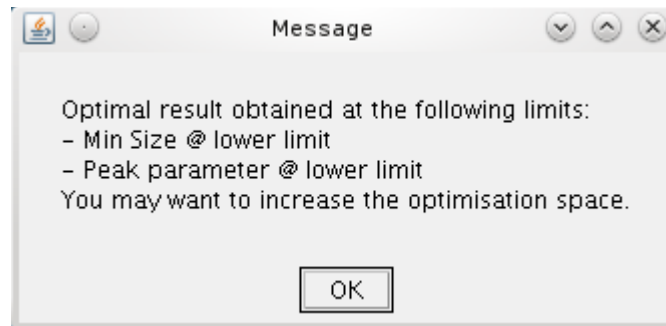 Message
Optimal result obtained at the following limits:
– Min Size @ lower limit
– Peak parameter @ lower limit
You may want to increase the optimisation space.
OK